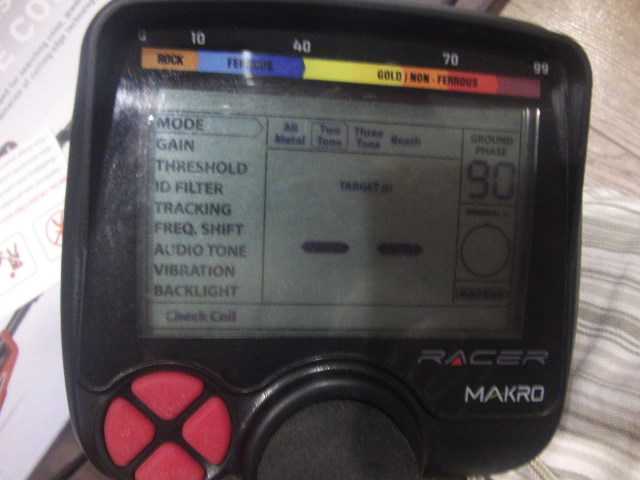 0 10 40 70 99
ROCK FERROUS GOLD / NON - FERROUS
MODE
GAIN
THRESHOLD
ID FILTER
TRACKING
FREQ. SHIFT
AUDIO TONE
VIBRATION
BACKLIGHT
Check Coil
All Metal
Two Tone
Three Tone
Beach
TARGET ID
--
GROUND
PHASE
90
MINERAL %
RACER
MAKRO